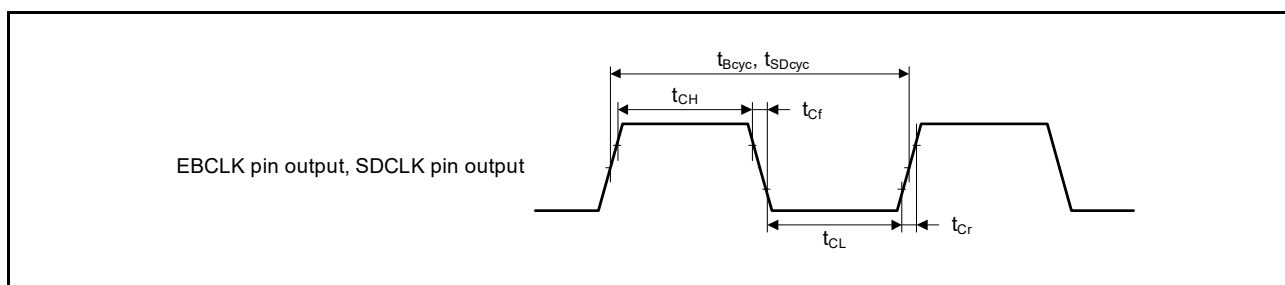 tBcyc, tSDcyc
tCH
tCf
EBCLK pin output, SDCLK pin output
tCL
tCr